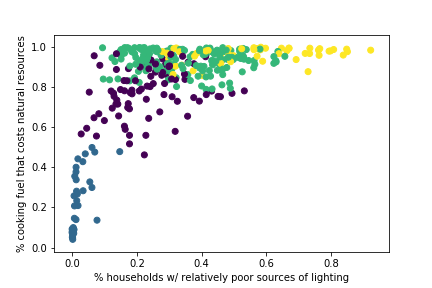 % cooking fuel that costs natural resources
1.0
0.8
0.6
0.4
0.2
0.0
0.0 0.2 0.4 0.6 0.8
% households w/ relatively poor sources of lighting